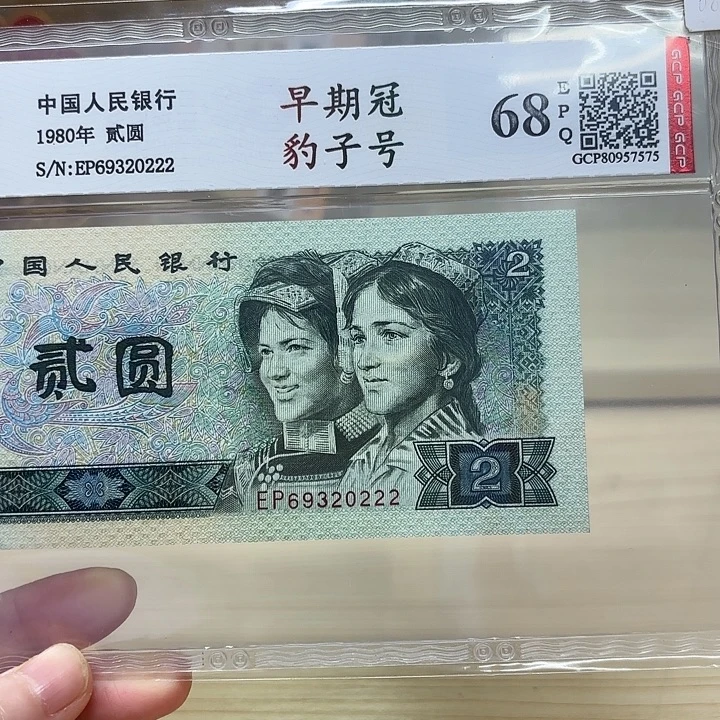 中国人民银行
1980年 贰圆
S/N:EP69320222
早期冠
豹子号
68
EPQ
GCP80957575
GCP GCP GCP
国人民银行
2
贰圆
EP69320222
2